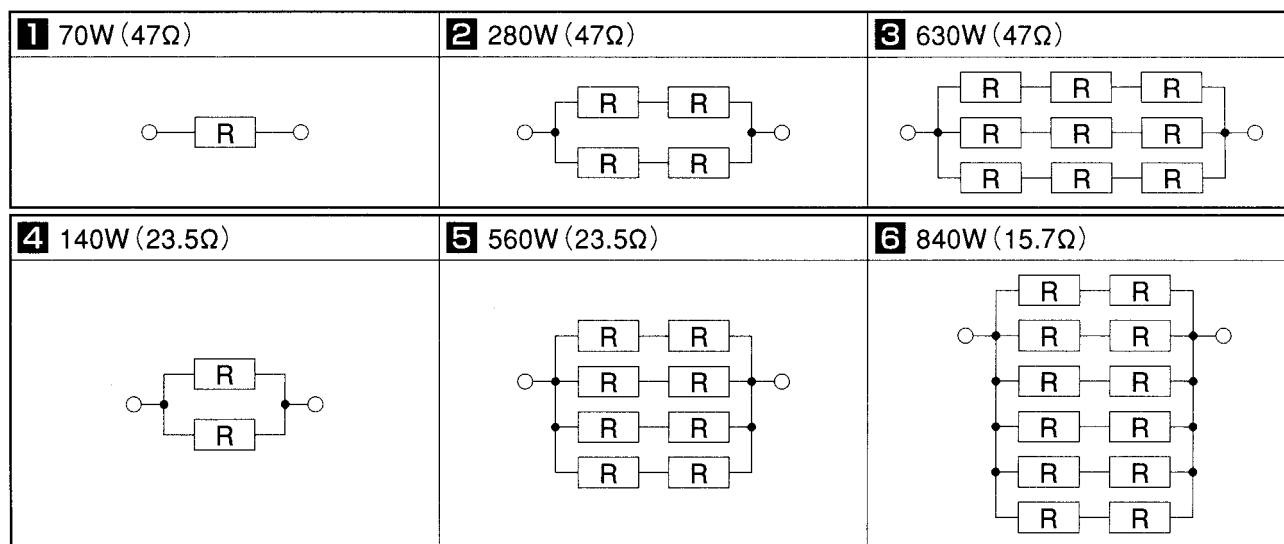 1 70W (47Ω)
2 280W (47Ω)
3 630W (47Ω)
R
R R
R R
R R R
R R R
R R R
4 140W (23.5Ω)
5 560W (23.5Ω)
6 840W (15.7Ω)
R
R
R R
R R
R R
R R
R R
R R
R R
R R
R R
R R